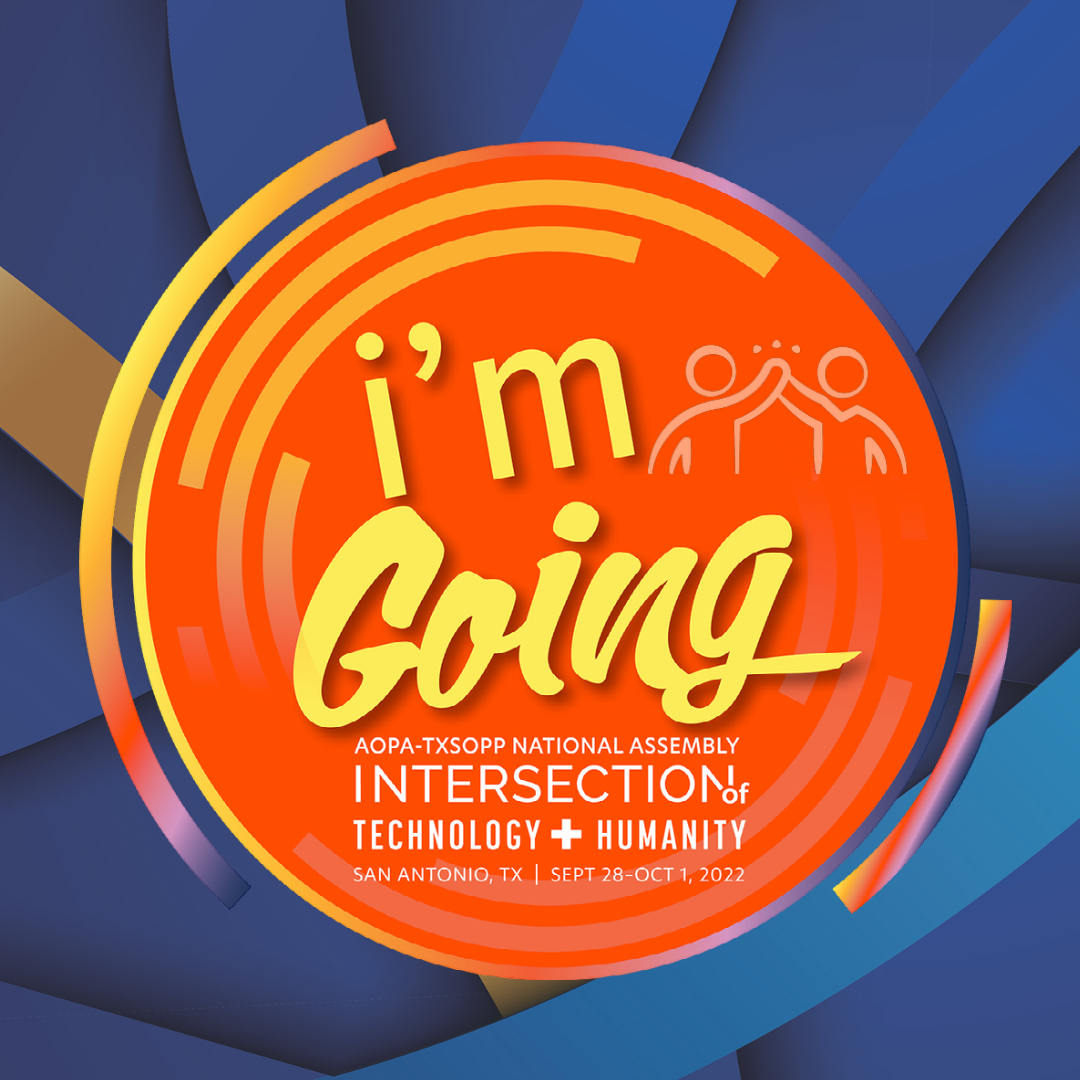 i'm
Going
AOPA-TXSOPP NATIONAL ASSEMBLY
INTERSECTION of
TECHNOLOGY + HUMANITY
SAN ANTONIO, TX | SEPT 28–OCT 1, 2022